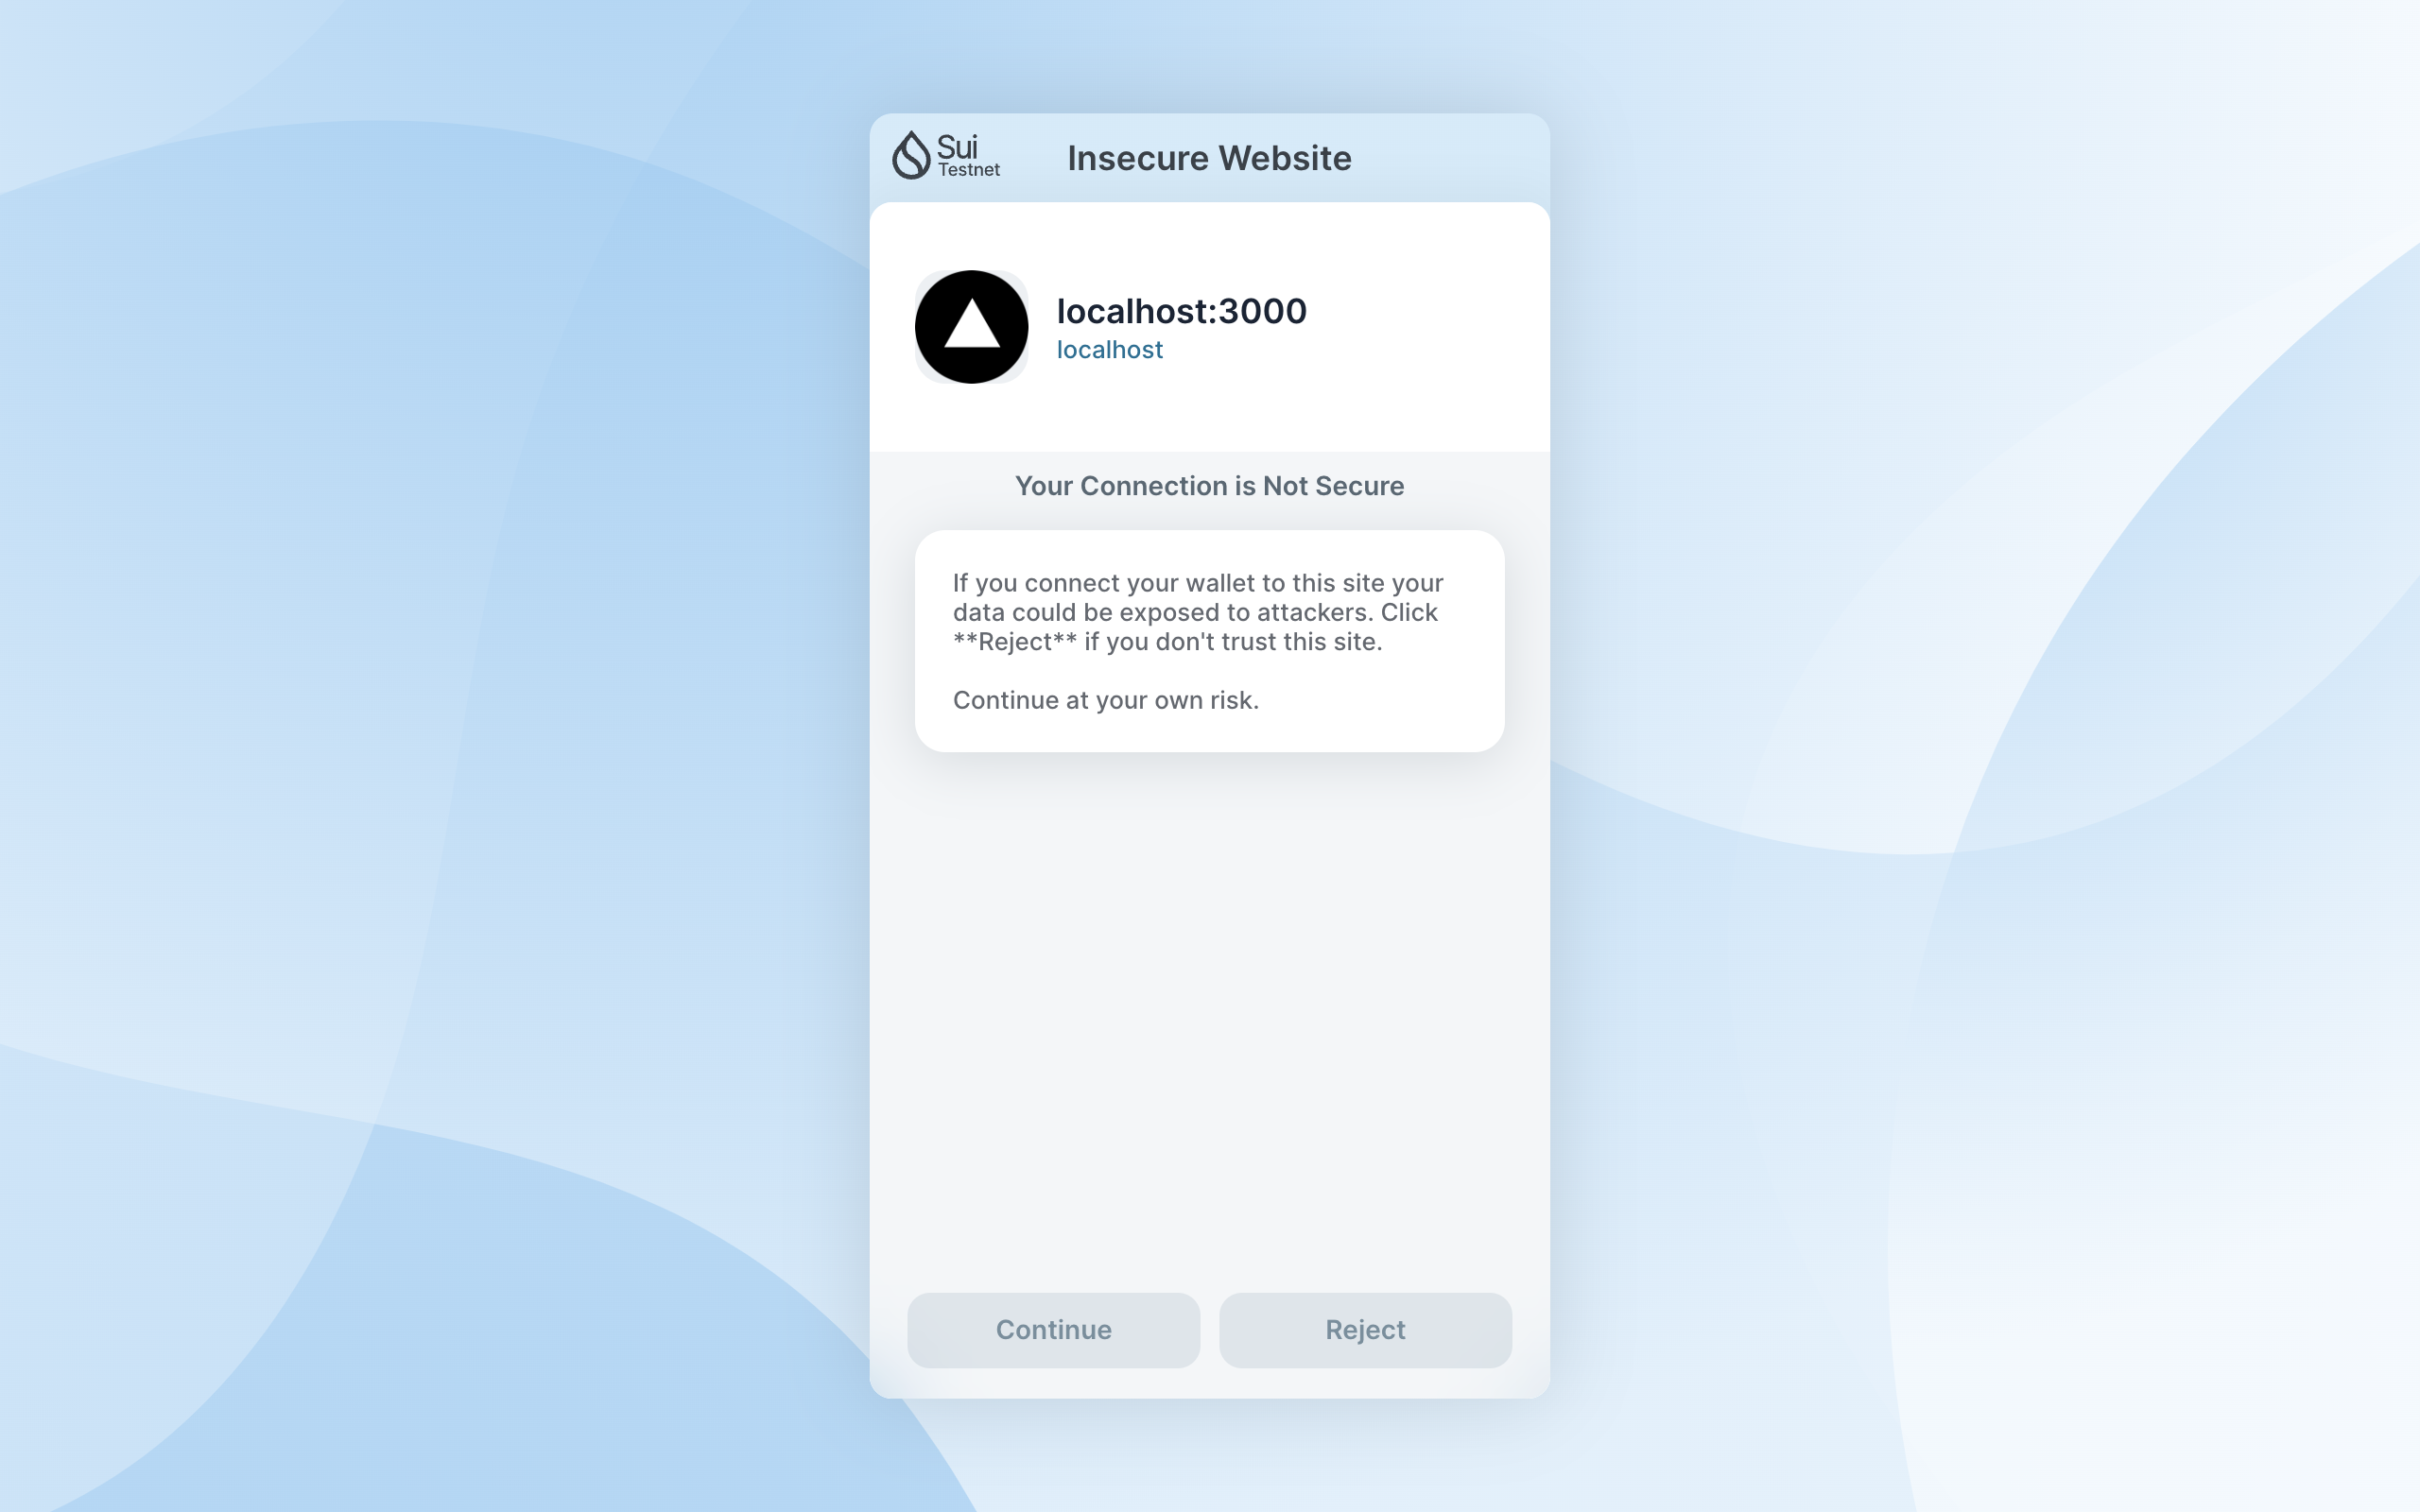 Sui
Testnet
Insecure Website
localhost:3000
localhost
Your Connection is Not Secure
If you connect your wallet to this site your
data could be exposed to attackers. Click
**Reject** if you don't trust this site.
Continue at your own risk.
Continue
Reject